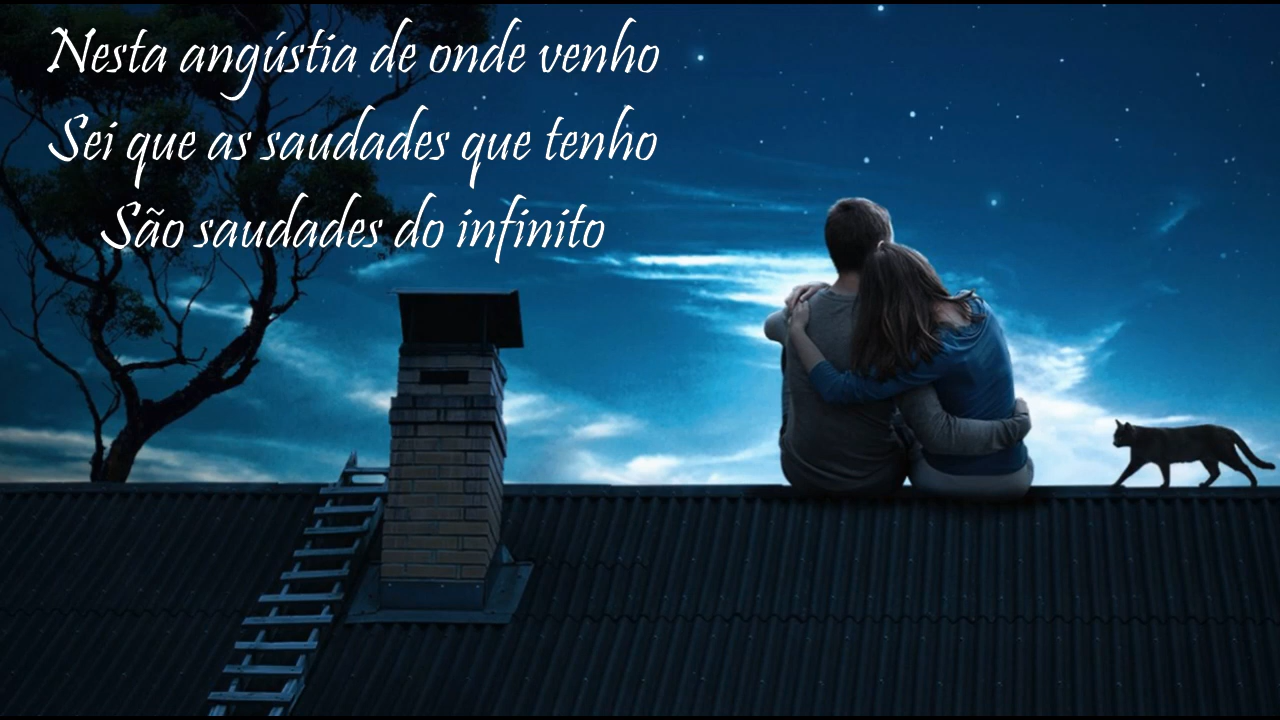 Nesta angústia de onde venho
Sei que as saudades que tenho
São saudades do infinito